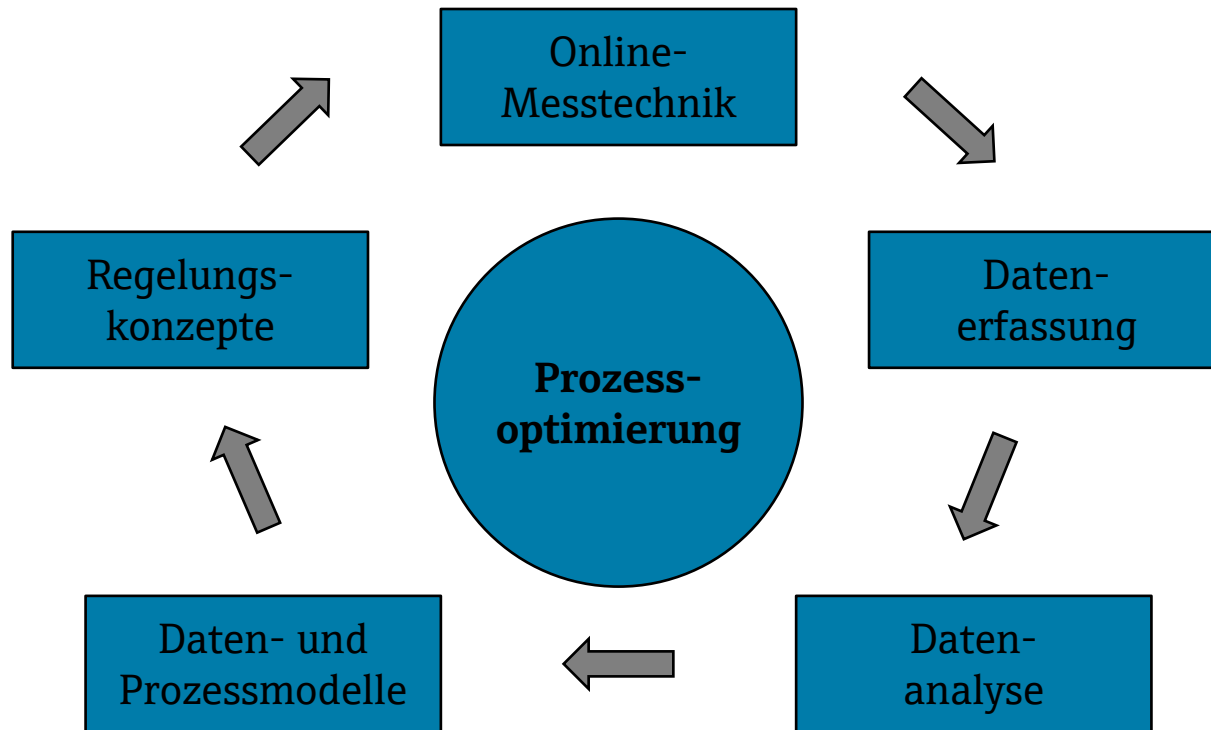 Online-
Messtechnik
Daten-
erfassung
Daten-
analyse
Daten- und
Prozessmodelle
Regelungs-
konzepte
Prozess-
optimierung